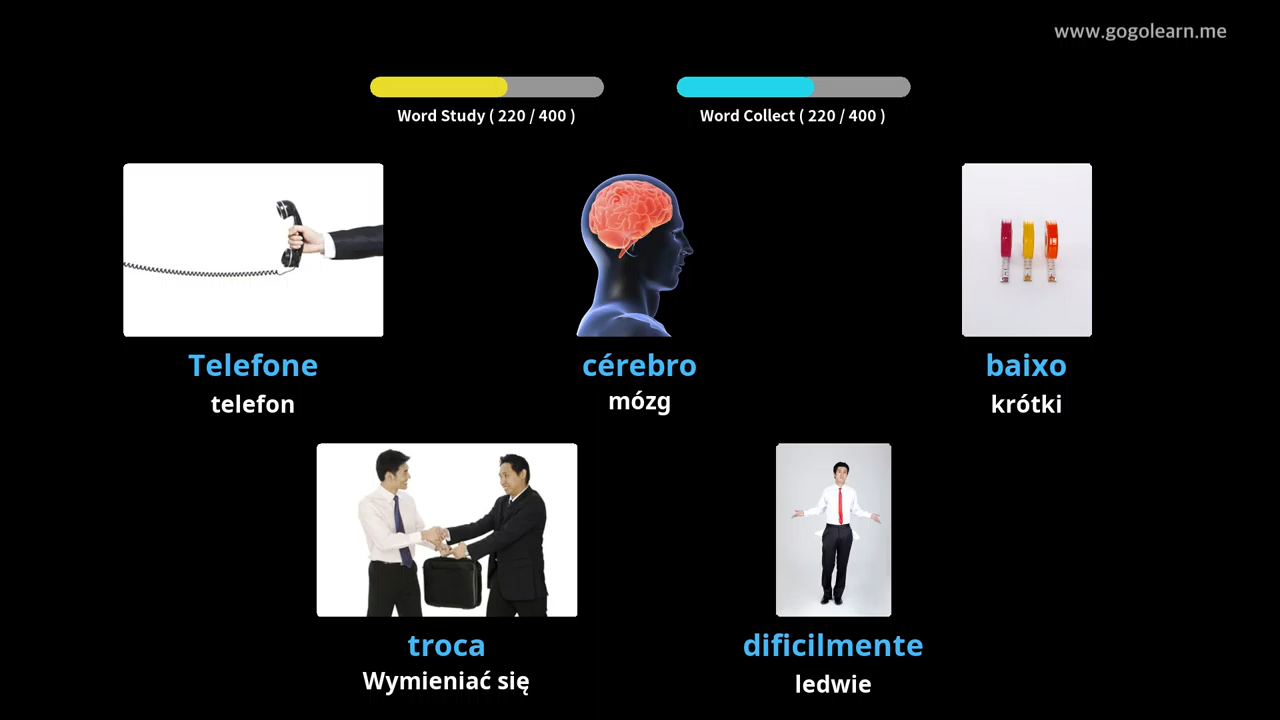 www.gogolearn.me
Word Study ( 220 / 400 )
Word Collect ( 220 / 400 )
Telefone
telefon
cérebro
mózg
baixo
krótki
troca
Wymieniać się
dificilmente
ledwie